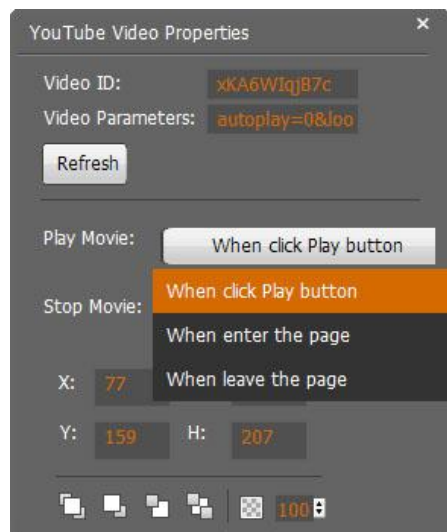 YouTube Video Properties ×
Video ID: xKA6WIqjB7c
Video Parameters: autoplay=0&loo
Refresh
Play Movie: When click Play button
When click Play button
Stop Movie:
When enter the page
When leave the page
X: 77
Y: 159 H: 207
100